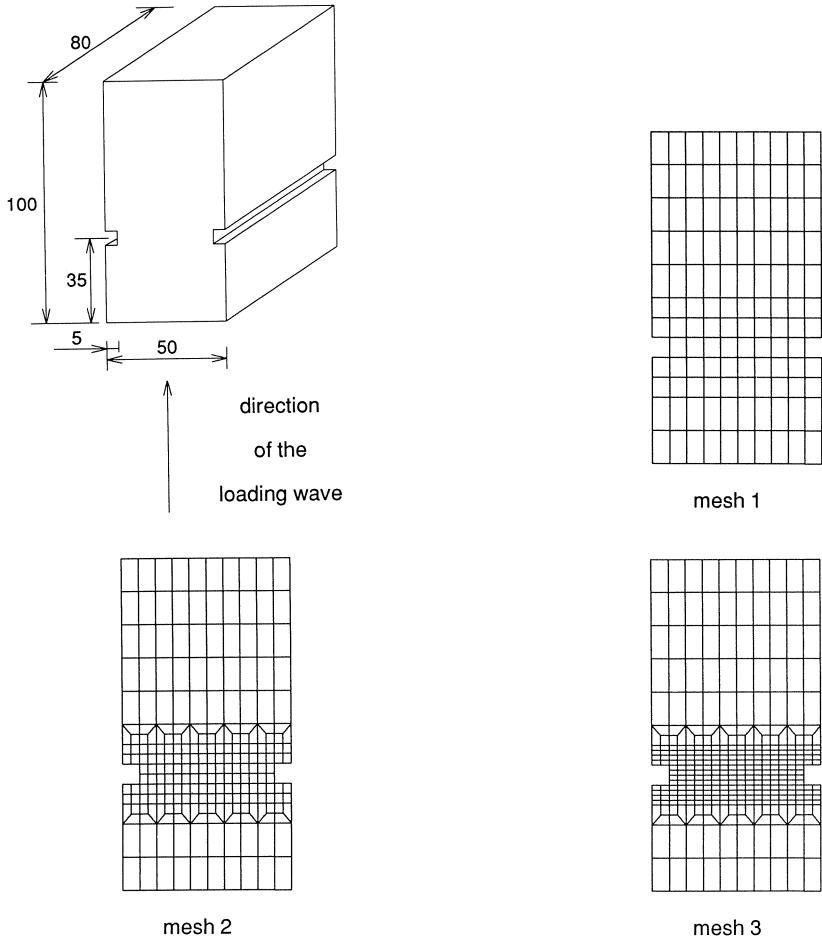 80
100
35
5
50
direction
of the
loading wave
mesh 1
mesh 2
mesh 3